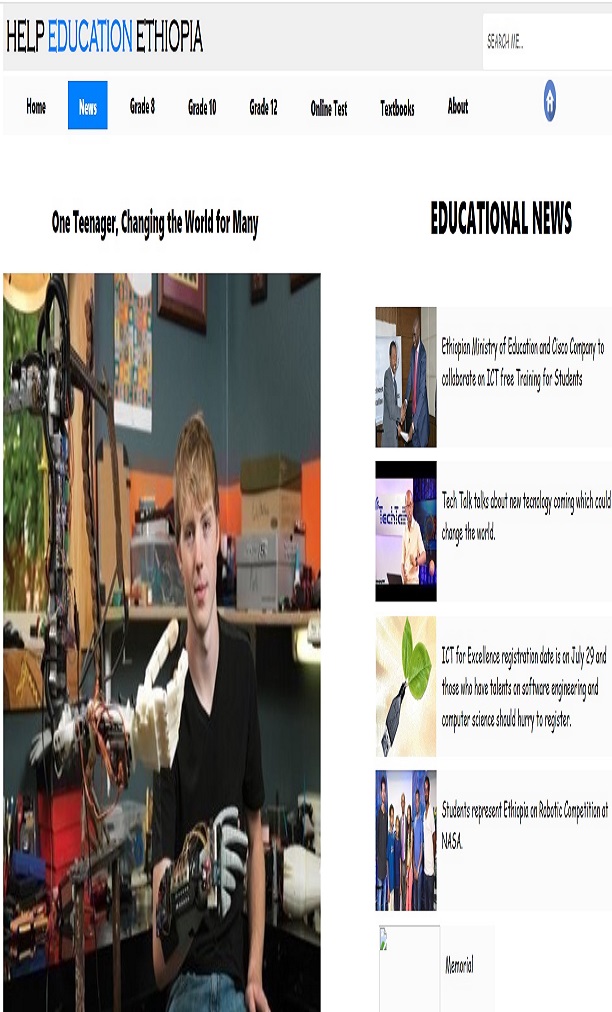 HELP EDUCATION ETHIOPIA
SEARCH ME...
Home News Grade 8 Grade 10 Grade 12 Online Test Textbooks About
One Teenager, Changing the World for Many
EDUCATIONAL NEWS
Ethiopian Ministry of Education and Cisco Company to
collaborate on ICT free Training for Students
Tech Talk talks about new tecnology coming which could
change the world.
ICT for Excellence registration date is on July 29 and
those who have talents on software engineering and
computer science should hurry to register.
Students represent Ethiopia on Robotic Competition at
NASA.
Memorial